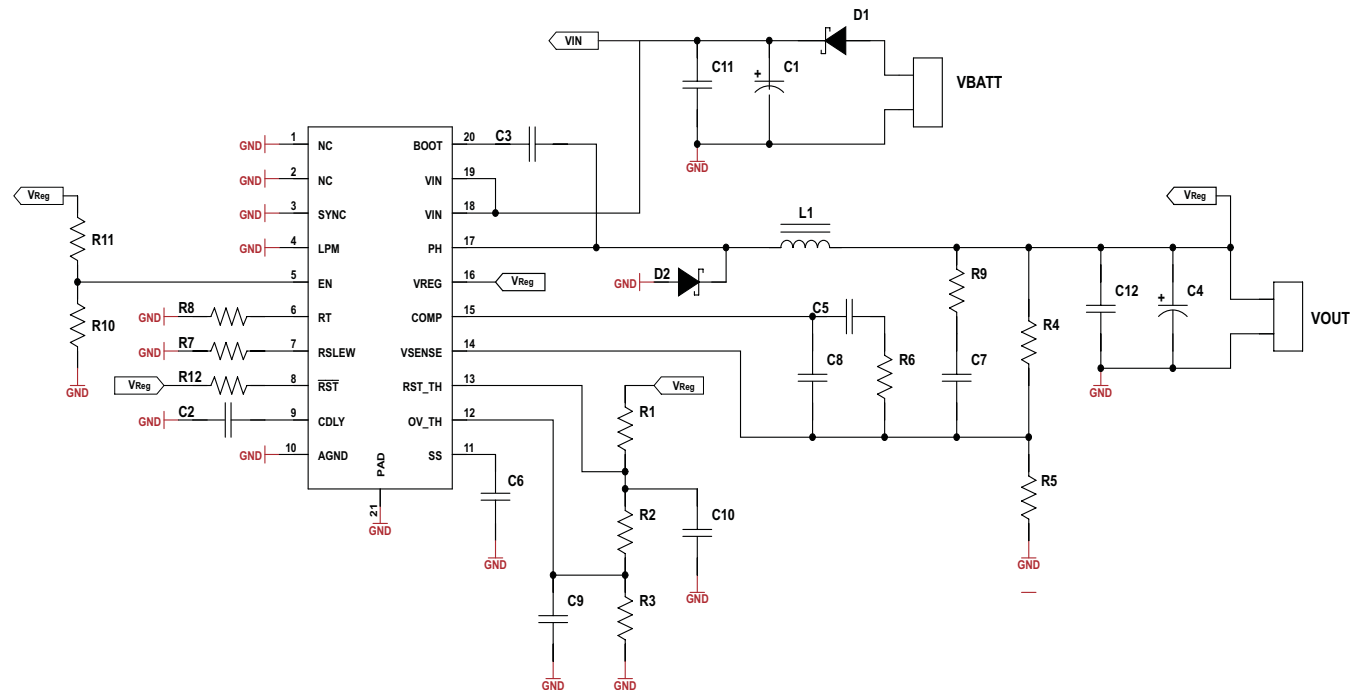 D1
VIN
C11
C1
VBATT
GND
GND 1 NC
GND 2 NC
GND 3 SYNC
GND 4 LPM
5 EN
GND R8 6 RT
GND R7 7 RSLEW
VReg R12 8 RST
GND C2 9 CDLY
GND 10 AGND
PAD
21
GND
BOOT 20 C3
VIN 19
VIN 18
PH 17
VREG 16 VReg
COMP 15
VSENSE 14
RST_TH 13
OV_TH 12
SS 11
VReg
R11
R10
GND
C6
GND
VReg
R1
R2
R3
C10
GND
C9
GND
GND
GND D2
L1
C5
C8
R6
R9
C7
R4
R5
GND
VReg
C12
C4
VOUT
GND